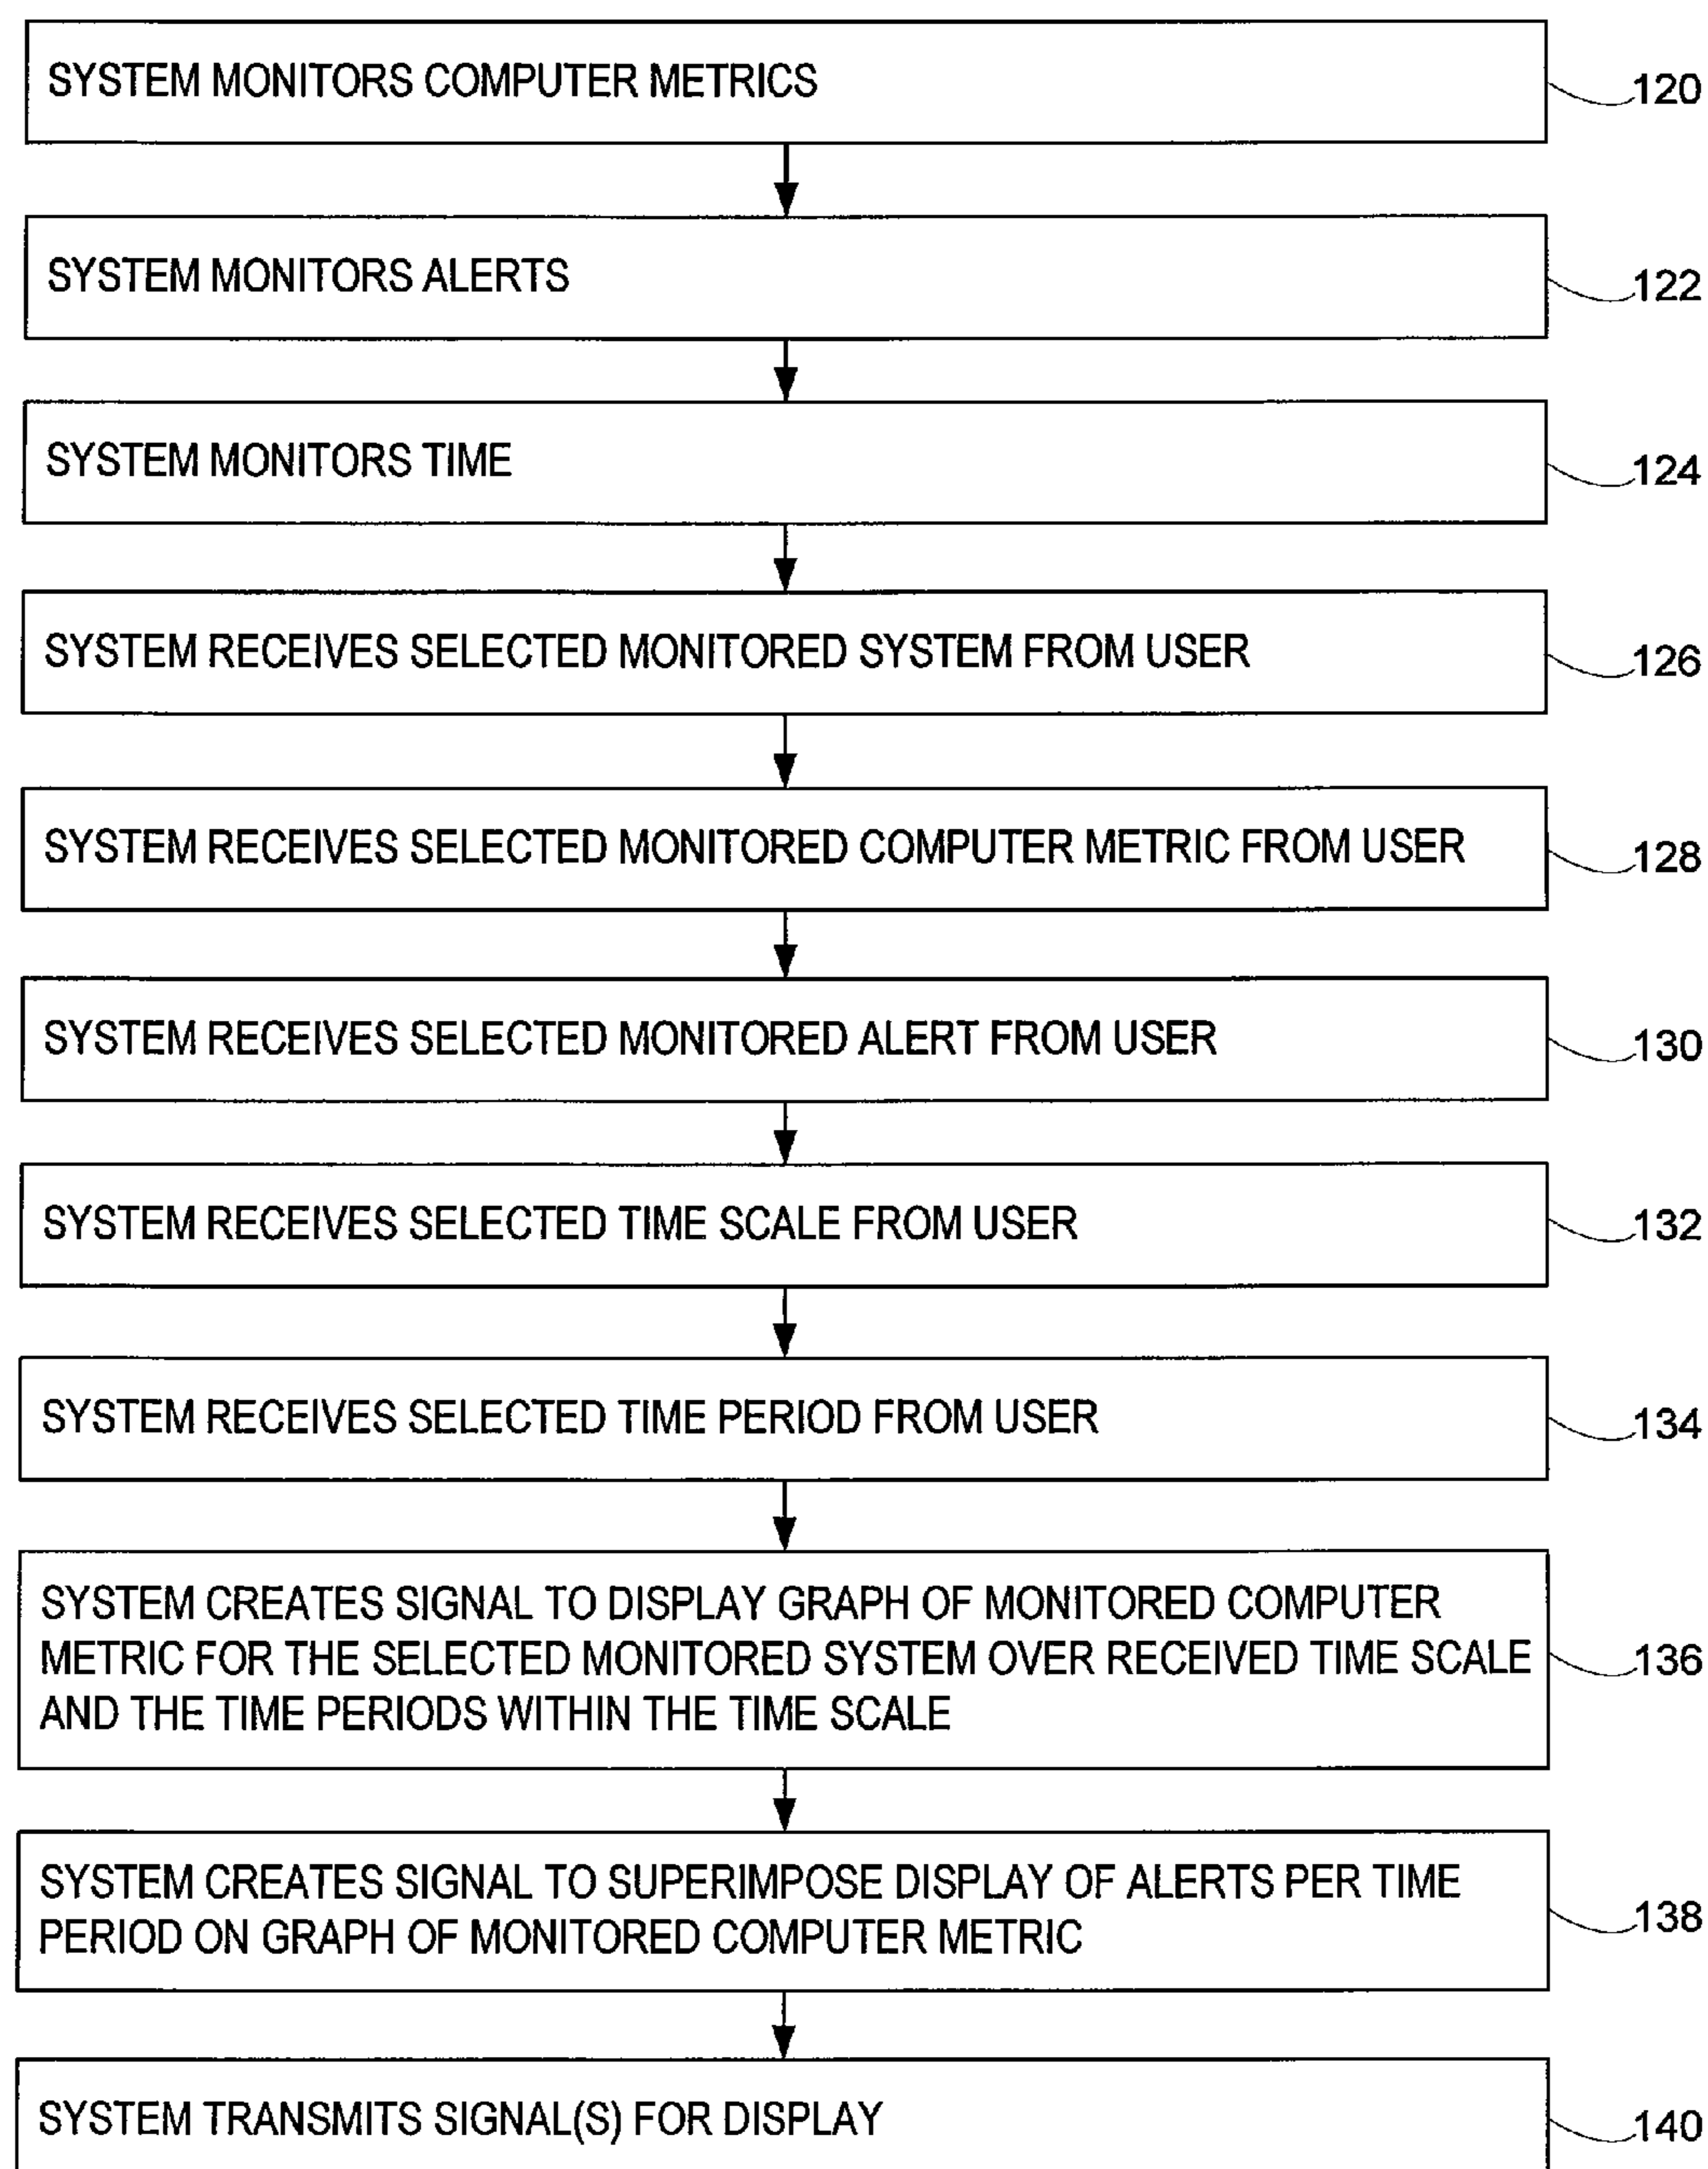 SYSTEM MONITORS COMPUTER METRICS
120
SYSTEM MONITORS ALERTS
122
SYSTEM MONITORS TIME
124
SYSTEM RECEIVES SELECTED MONITORED SYSTEM FROM USER
126
SYSTEM RECEIVES SELECTED MONITORED COMPUTER METRIC FROM USER
128
SYSTEM RECEIVES SELECTED MONITORED ALERT FROM USER
130
SYSTEM RECEIVES SELECTED TIME SCALE FROM USER
132
SYSTEM RECEIVES SELECTED TIME PERIOD FROM USER
134
SYSTEM CREATES SIGNAL TO DISPLAY GRAPH OF MONITORED COMPUTER
METRIC FOR THE SELECTED MONITORED SYSTEM OVER RECEIVED TIME SCALE
AND THE TIME PERIODS WITHIN THE TIME SCALE
136
SYSTEM CREATES SIGNAL TO SUPERIMPOSE DISPLAY OF ALERTS PER TIME
PERIOD ON GRAPH OF MONITORED COMPUTER METRIC
138
SYSTEM TRANSMITS SIGNAL(S) FOR DISPLAY
140